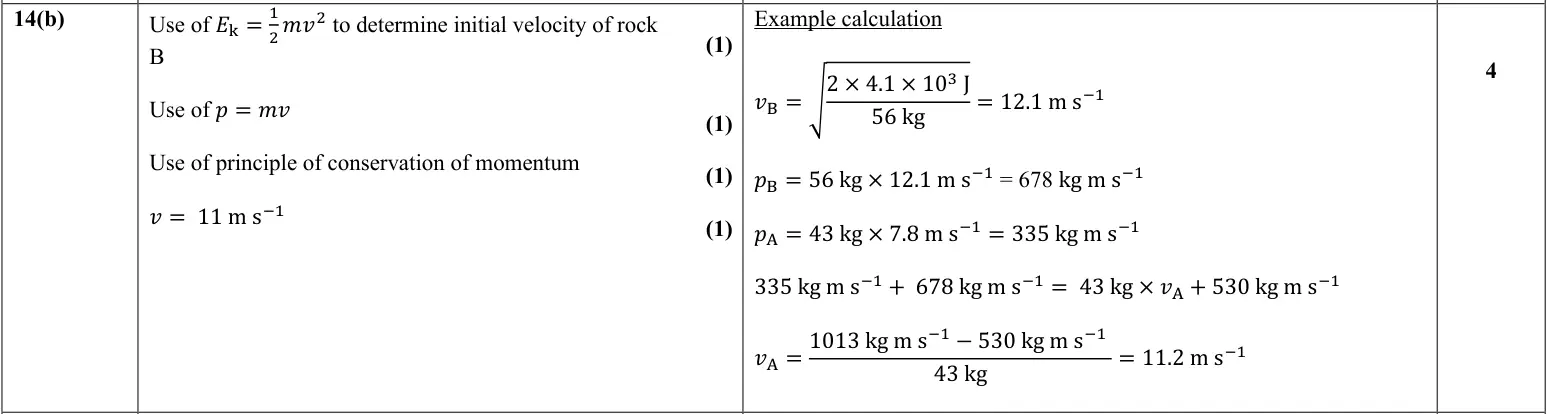 14(b)
Use of E_k = 1/2 mv² to determine initial velocity of rock
B
(1)
Use of p = mv
(1)
Use of principle of conservation of momentum
(1)
v = 11 m s⁻¹
(1)
Example calculation
v_B = √((2 × 4.1 × 10³ J)/(56 kg)) = 12.1 m s⁻¹
p_B = 56 kg × 12.1 m s⁻¹ = 678 kg m s⁻¹
p_A = 43 kg × 7.8 m s⁻¹ = 335 kg m s⁻¹
335 kg m s⁻¹ + 678 kg m s⁻¹ = 43 kg × v_A + 530 kg m s⁻¹
v_A = (1013 kg m s⁻¹ − 530 kg m s⁻¹)/(43 kg) = 11.2 m s⁻¹
4